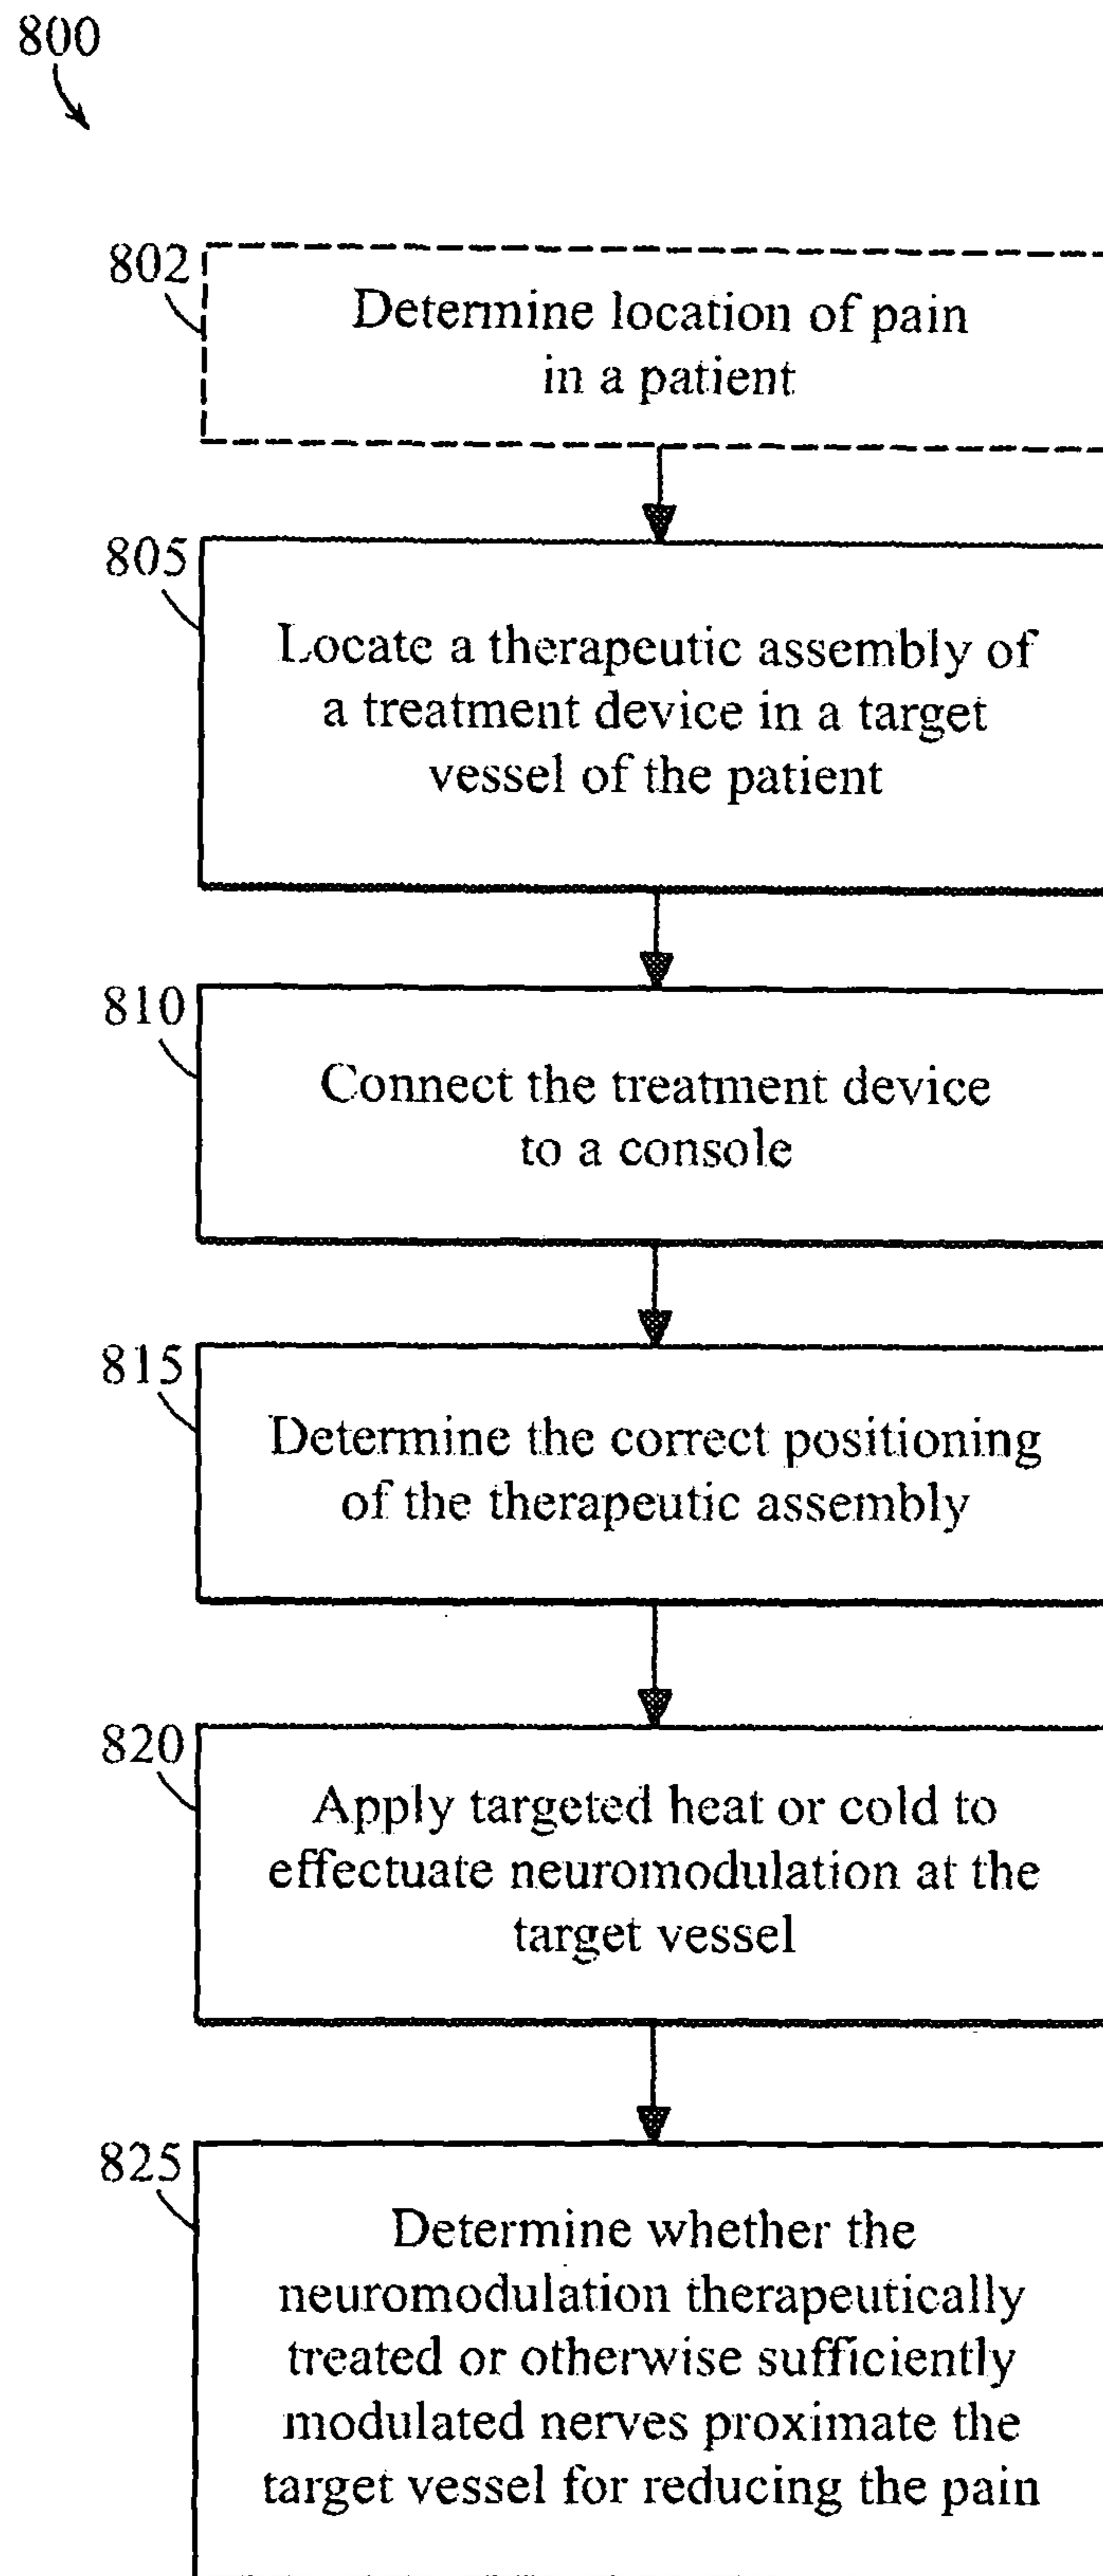 800
802
Determine location of pain
in a patient
805
Locate a therapeutic assembly of
a treatment device in a target
vessel of the patient
810
Connect the treatment device
to a console
815
Determine the correct positioning
of the therapeutic assembly
820
Apply targeted heat or cold to
effectuate neuromodulation at the
target vessel
825
Determine whether the
neuromodulation therapeutically
treated or otherwise sufficiently
modulated nerves proximate the
target vessel for reducing the pain